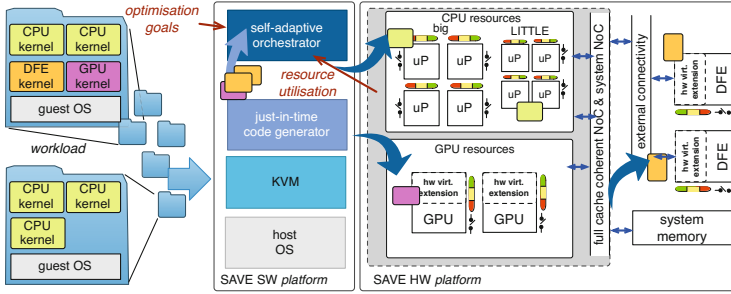 optimisation
goals
CPU
kernel
CPU
kernel
DFE
kernel
GPU
kernel
guest OS
workload
CPU
kernel
CPU
kernel
CPU
kernel
guest OS
self-adaptive
orchestrator
resource
utilisation
just-in-time
code generator
KVM
host
OS
SAVE SW platform
CPU resources
big
LITTLE
uP
uP
uP
uP
uP
uP
uP
uP
GPU resources
hw virt.
extension
GPU
hw virt.
extension
GPU
full cache coherent NoC & system NoC
external connectivity
hw virt.
extension
DFE
hw virt.
extension
DFE
system
memory
SAVE HW platform